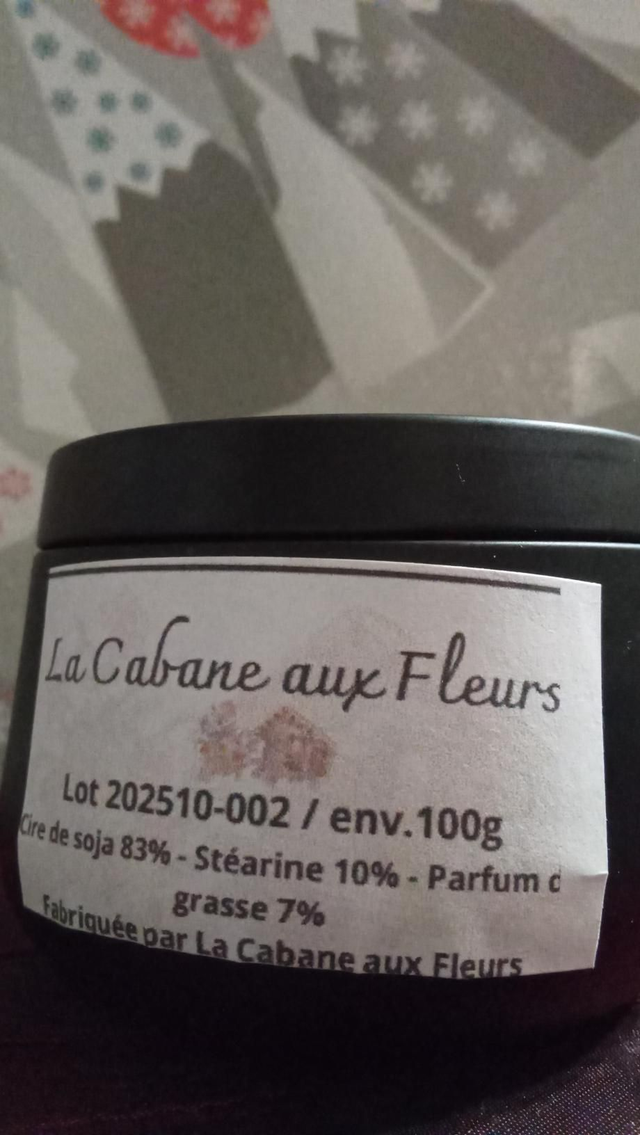 La Cabane aux Fleurs
Lot 202510-002 / env.100g
Cire de soja 83% - Stéarine 10% - Parfum d
grasse 7%
Fabriquée par La Cabane aux Fleurs